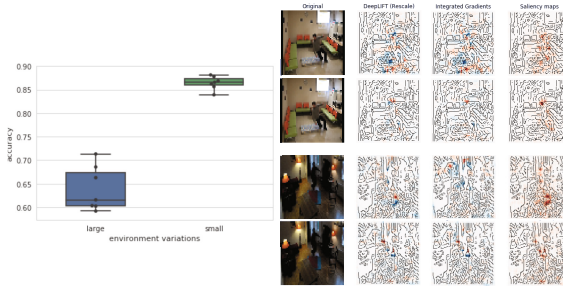 Original
DeepLIFT (Rescale)
Integrated Gradients
Saliency maps
0.90
0.85
0.80
0.75
0.70
0.65
0.60
accuracy
large
small
environment variations